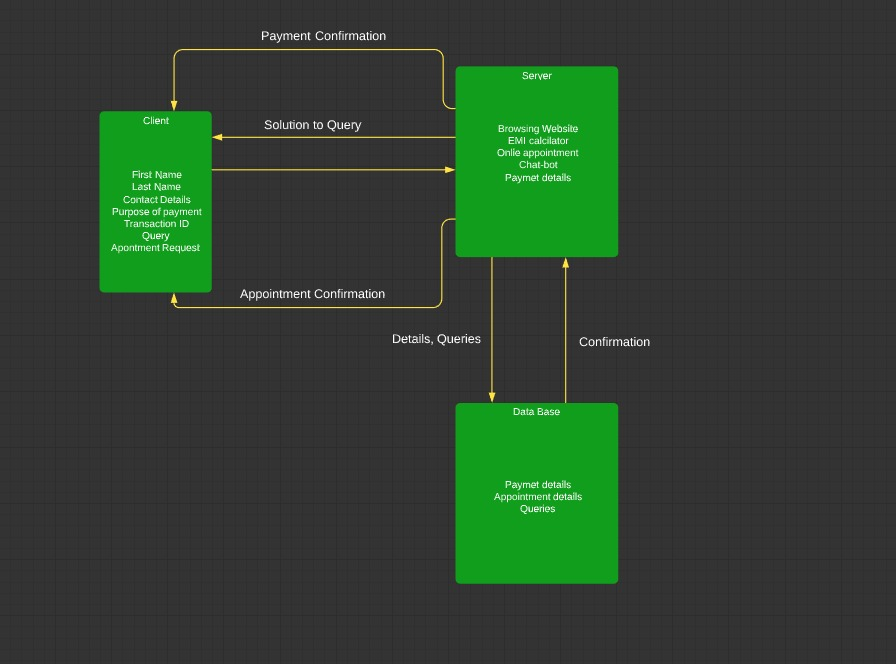 Payment Confirmation
Server
Browsing Website
EMI calcilator
Onlie appointment
Chat-bot
Paymet details
Client
First Name
Last Name
Contact Details
Purpose of payment
Transaction ID
Query
Apontment Request
Solution to Query
Appointment Confirmation
Details, Queries
Confirmation
Data Base
Paymet details
Appointment details
Queries